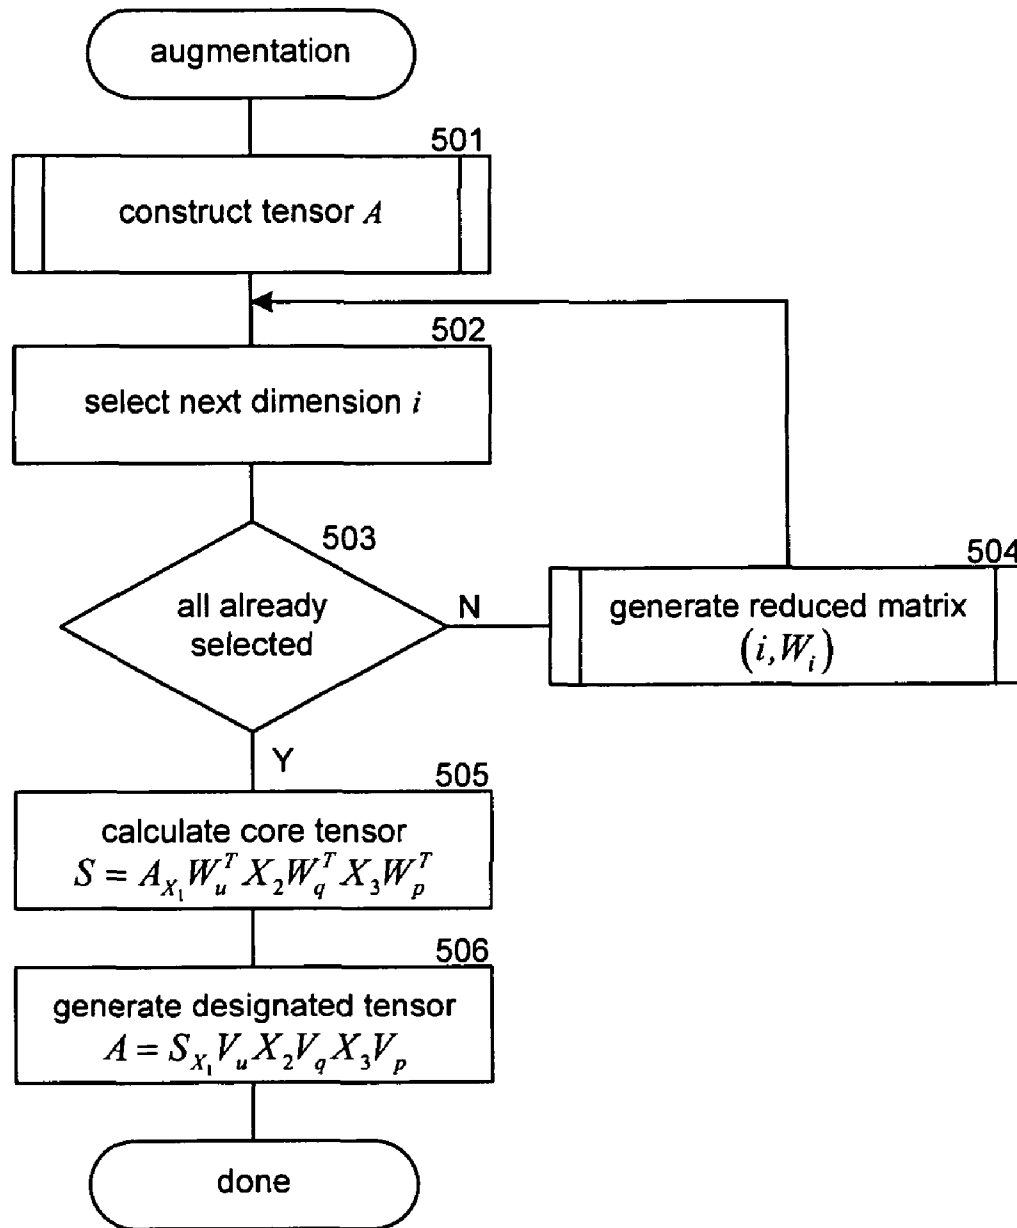 augmentation
501
construct tensor A
502
select next dimension i
503
all already
selected
N
504
generate reduced matrix
(i, W_i)
Y
505
calculate core tensor
S = A_{X_1} W_u^T X_2 W_q^T X_3 W_p^T
506
generate designated tensor
A = S_{X_1} V_u X_2 V_q X_3 V_p
done